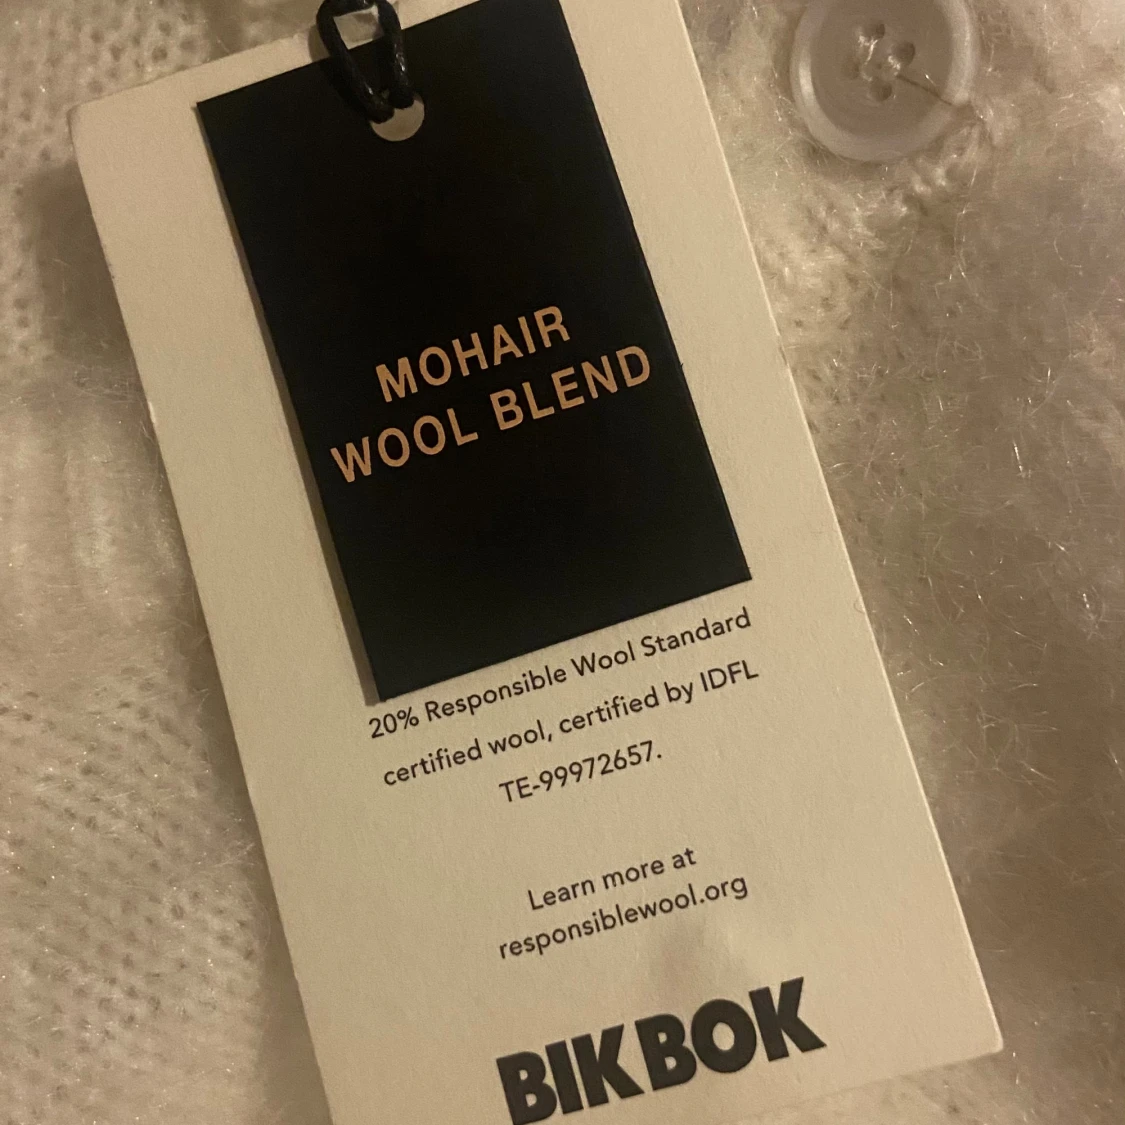 MOHAIR
WOOL BLEND
20% Responsible Wool Standard
certified wool, certified by IDFL
TE-99972657.
Learn more at
responsiblewool.org
BIKBOK